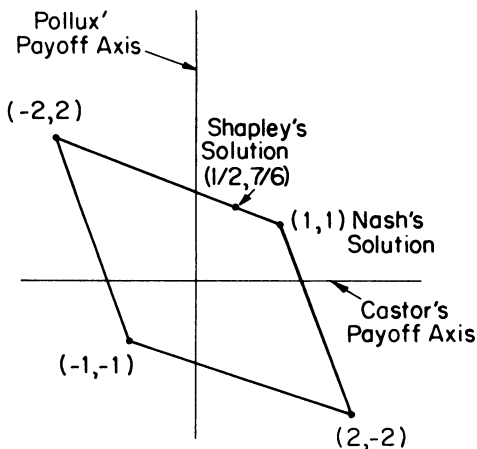 Pollux'
Payoff Axis
(-2,2)
Shapley's
Solution
(1/2,7/6)
(1,1) Nash's
Solution
Castor's
Payoff Axis
(-1,-1)
(2,-2)